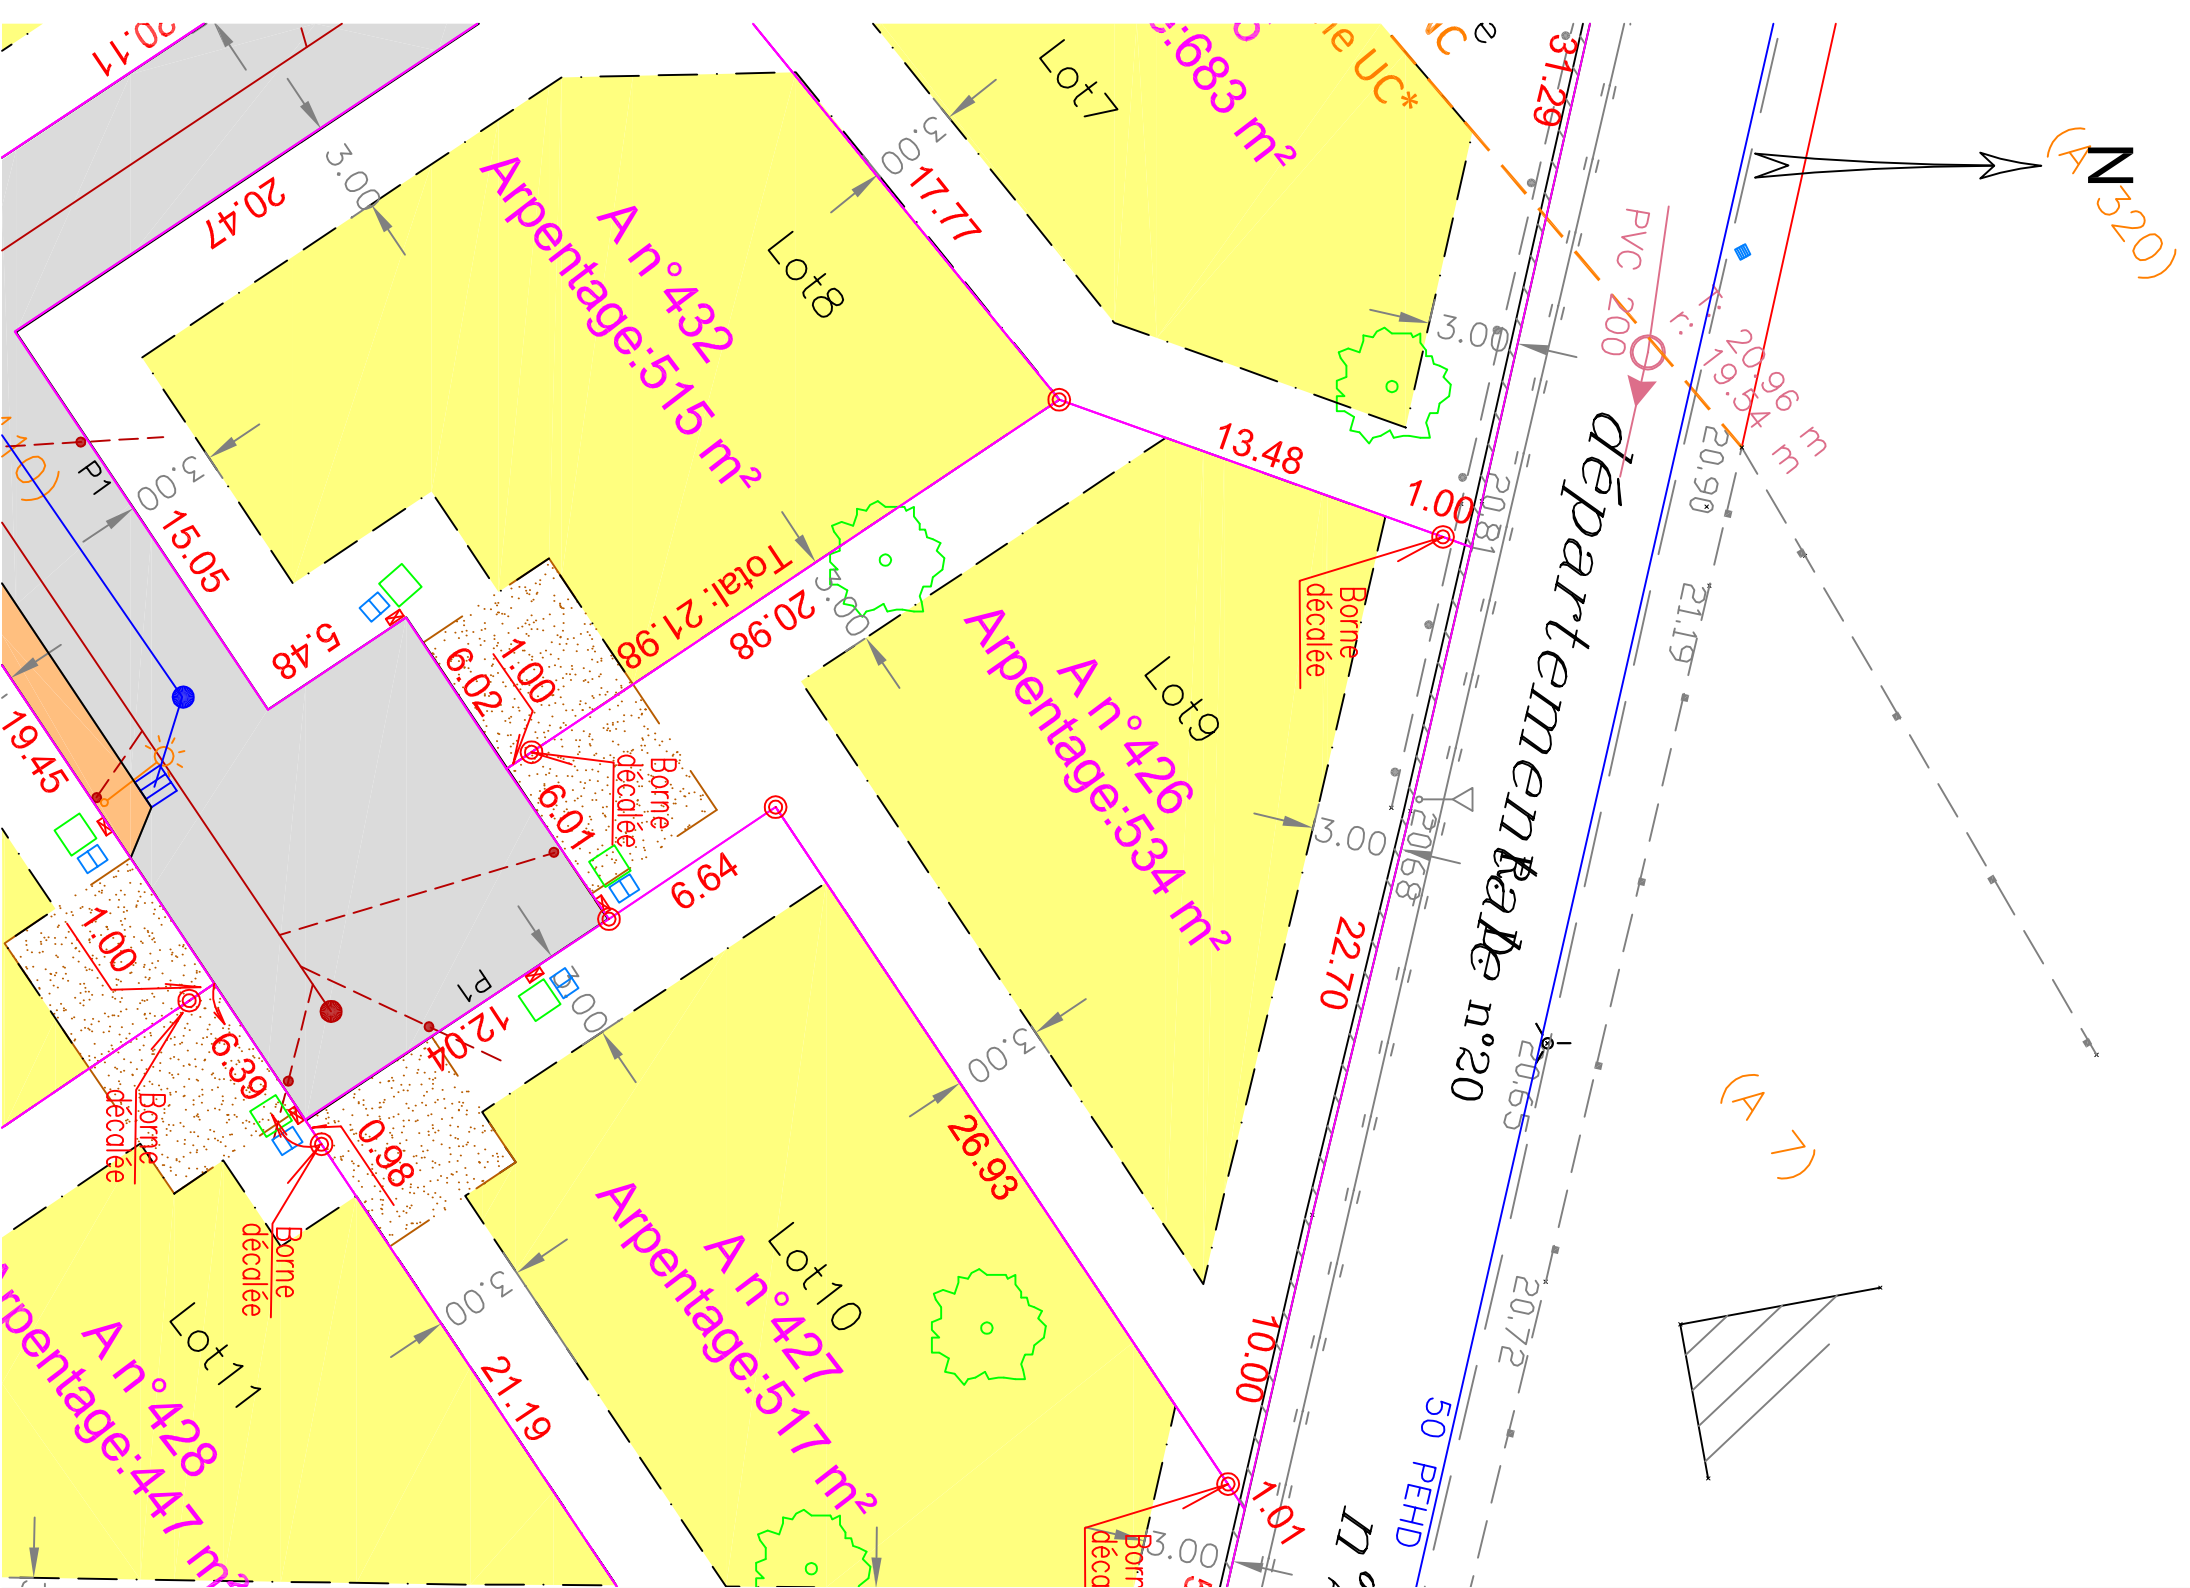 20.11
20.47
3.00
Lot8
A n°432
Arpentage:515 m²
3.00
17.77
Lot7
:683 m²
ne UC*
31.29
N
(A 320)
PVC 200
r: 20.96 m
r: 19.54 m
P1
3.00
15.05
5.48
6.02
1.00
Total: 21.98
20.98
3.00
13.48
1.00
3.00
20.81
20.90
21.19
Borne
décalée
Lot9
A n°426
Arpentage:534 m²
3.00
20.68
22.70
départementale n°20
19.45
1.00
6.01
Borne
décalée
9.94
P1
12.04
3.00
6.39
Borne
décalée
0.98
Borne
décalée
3.00
26.93
3.00
Lot10
A n°427
Arpentage:517 m²
Lot11
A n°428
Arpentage:447 m²
21.19
10.00
1.01
3.00
20.65
20.72
50 PEHD
(A 7)